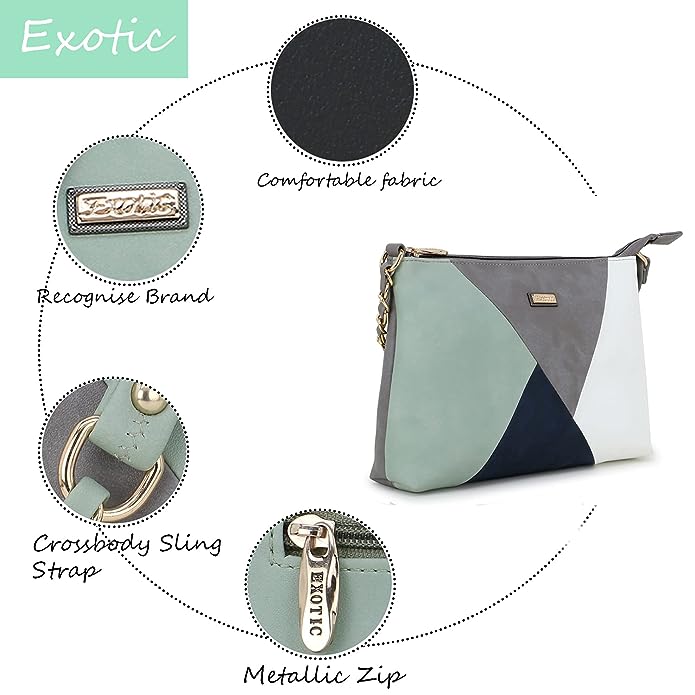 Exotic
Comfortable fabric
Exotic
Recognise Brand
Crossbody Sling
Strap
EXOTIC
Metallic Zip